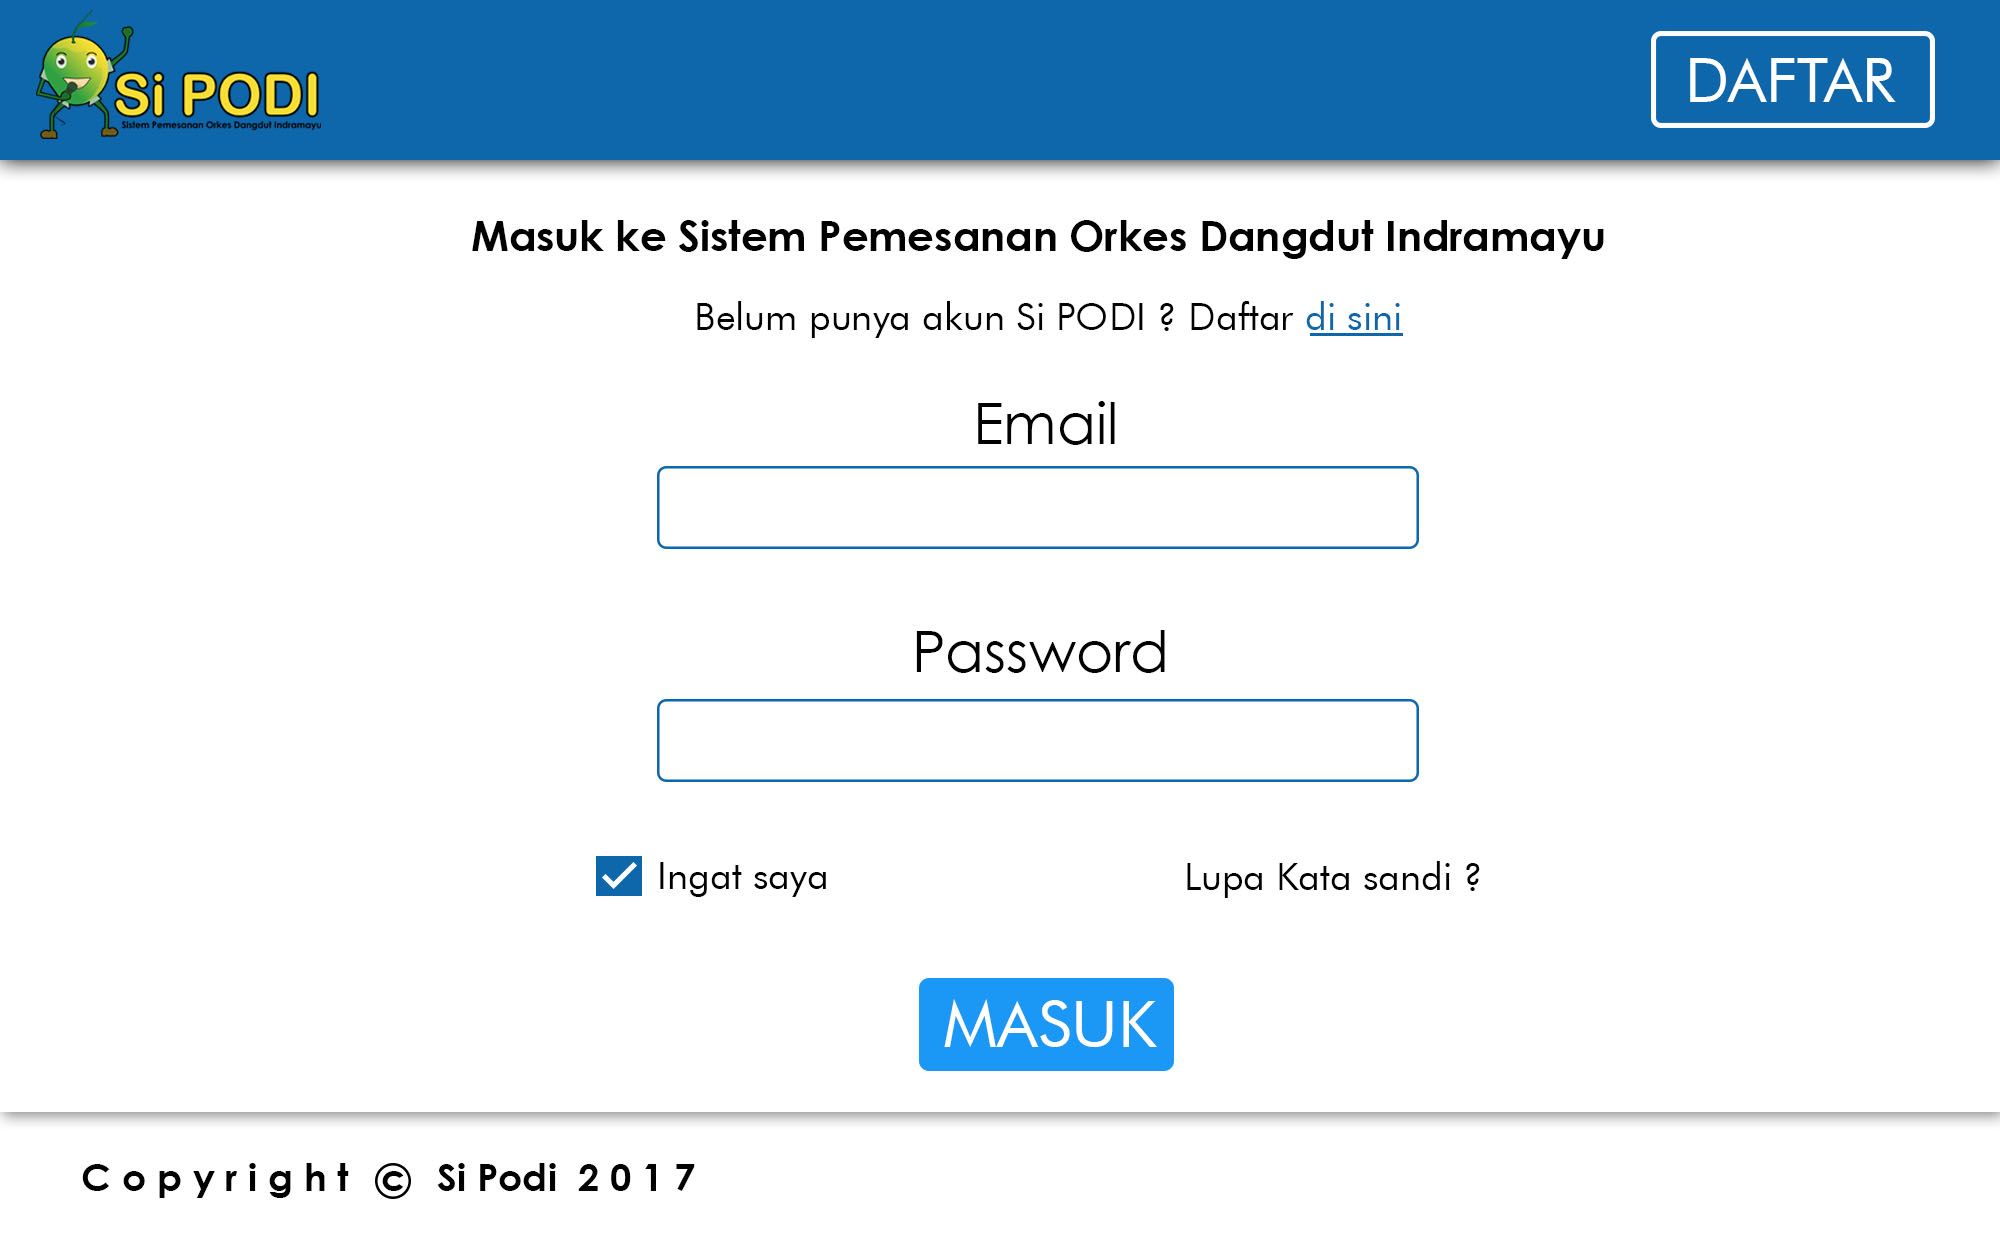 Si PODI
Sistem Pemesanan Orkes Dangdut Indramayu
DAFTAR
Masuk ke Sistem Pemesanan Orkes Dangdut Indramayu
Belum punya akun Si PODI ? Daftar di sini
Email
Password
Ingat saya
Lupa Kata sandi ?
MASUK
Copyright © Si Podi 2017